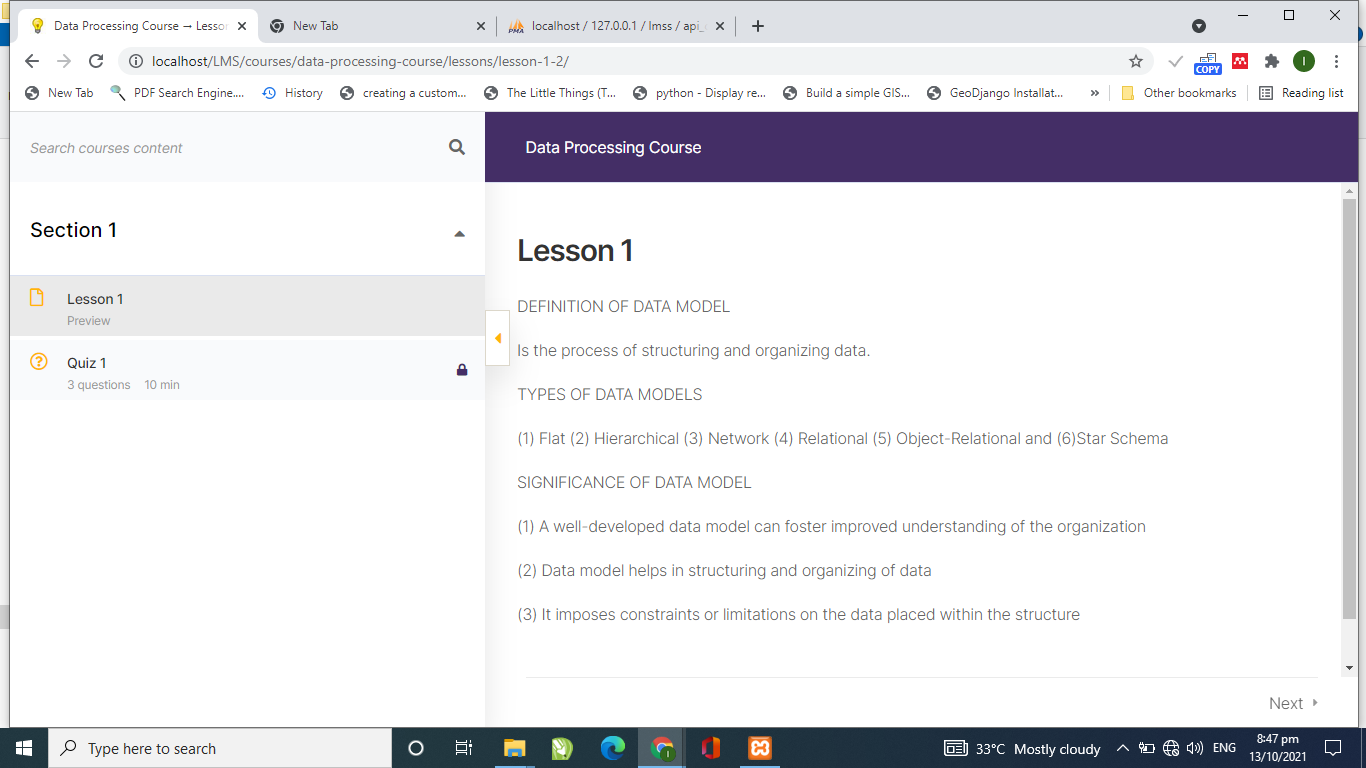 Data Processing Course → Lesso
New Tab
PMA
localhost / 127.0.0.1 / lmss / api_
localhost/LMS/courses/data-processing-course/lessons/lesson-1-2/
COPY
I
New Tab
PDF Search Engine....
History
creating a custom...
The Little Things (T...
python - Display re...
Build a simple GIS...
GeoDjango Installat...
»
Other bookmarks
Reading list
Search courses content
Data Processing Course
Section 1
Lesson 1
Preview
Quiz 1
3 questions 10 min
Lesson 1
DEFINITION OF DATA MODEL
Is the process of structuring and organizing data.
TYPES OF DATA MODELS
(1) Flat (2) Hierarchical (3) Network (4) Relational (5) Object-Relational and (6)Star Schema
SIGNIFICANCE OF DATA MODEL
(1) A well-developed data model can foster improved understanding of the organization
(2) Data model helps in structuring and organizing of data
(3) It imposes constraints or limitations on the data placed within the structure
Next
Type here to search
33°C Mostly cloudy
ENG
8:47 pm
13/10/2021